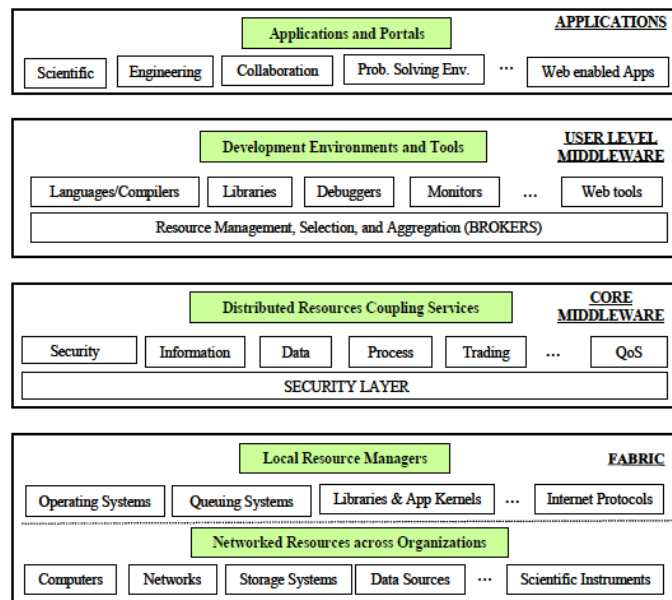 APPLICATIONS
Applications and Portals
Scientific Engineering Collaboration Prob. Solving Env. ... Web enabled Apps
USER LEVEL
MIDDLEWARE
Development Environments and Tools
Languages/Compilers Libraries Debuggers Monitors ... Web tools
Resource Management, Selection, and Aggregation (BROKERS)
CORE
MIDDLEWARE
Distributed Resources Coupling Services
Security Information Data Process Trading ... QoS
SECURITY LAYER
Local Resource Managers
FABRIC
Operating Systems Queuing Systems Libraries & App Kernels ... Internet Protocols
Networked Resources across Organizations
Computers Networks Storage Systems Data Sources ... Scientific Instruments